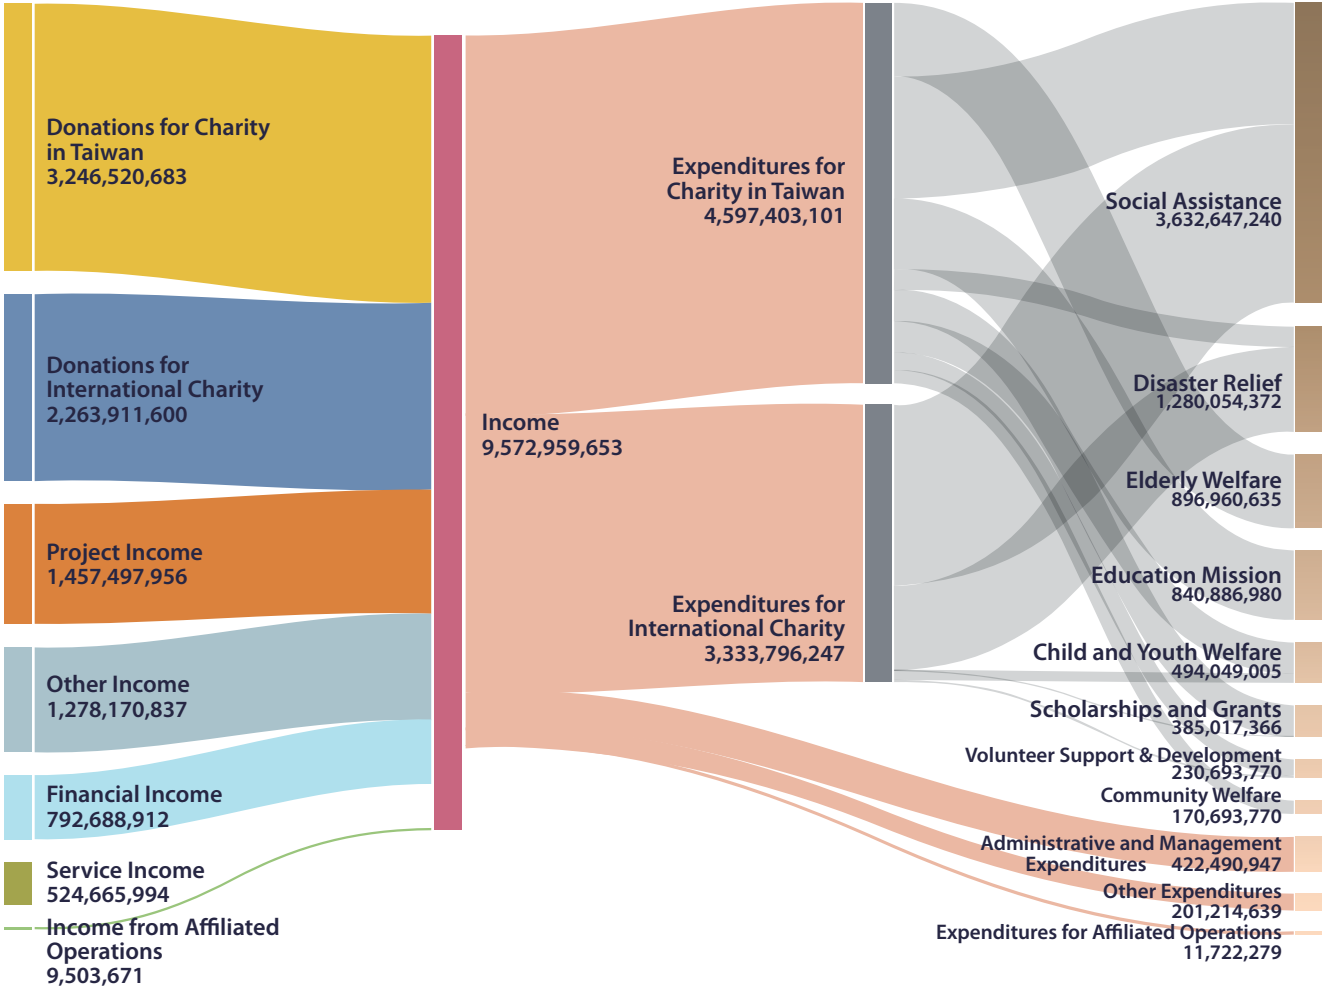 Donations for Charity
in Taiwan
3,246,520,683
Donations for
International Charity
2,263,911,600
Project Income
1,457,497,956
Other Income
1,278,170,837
Financial Income
792,688,912
Service Income
524,665,994
Income from Affiliated
Operations
9,503,671
Income
9,572,959,653
Expenditures for
Charity in Taiwan
4,597,403,101
Expenditures for
International Charity
3,333,796,247
Social Assistance
3,632,647,240
Disaster Relief
1,280,054,372
Elderly Welfare
896,960,635
Education Mission
840,886,980
Child and Youth Welfare
494,049,005
Scholarships and Grants
385,017,366
Volunteer Support & Development
230,693,770
Community Welfare
170,693,770
Administrative and Management
Expenditures 422,490,947
Other Expenditures
201,214,639
Expenditures for Affiliated Operations
11,722,279